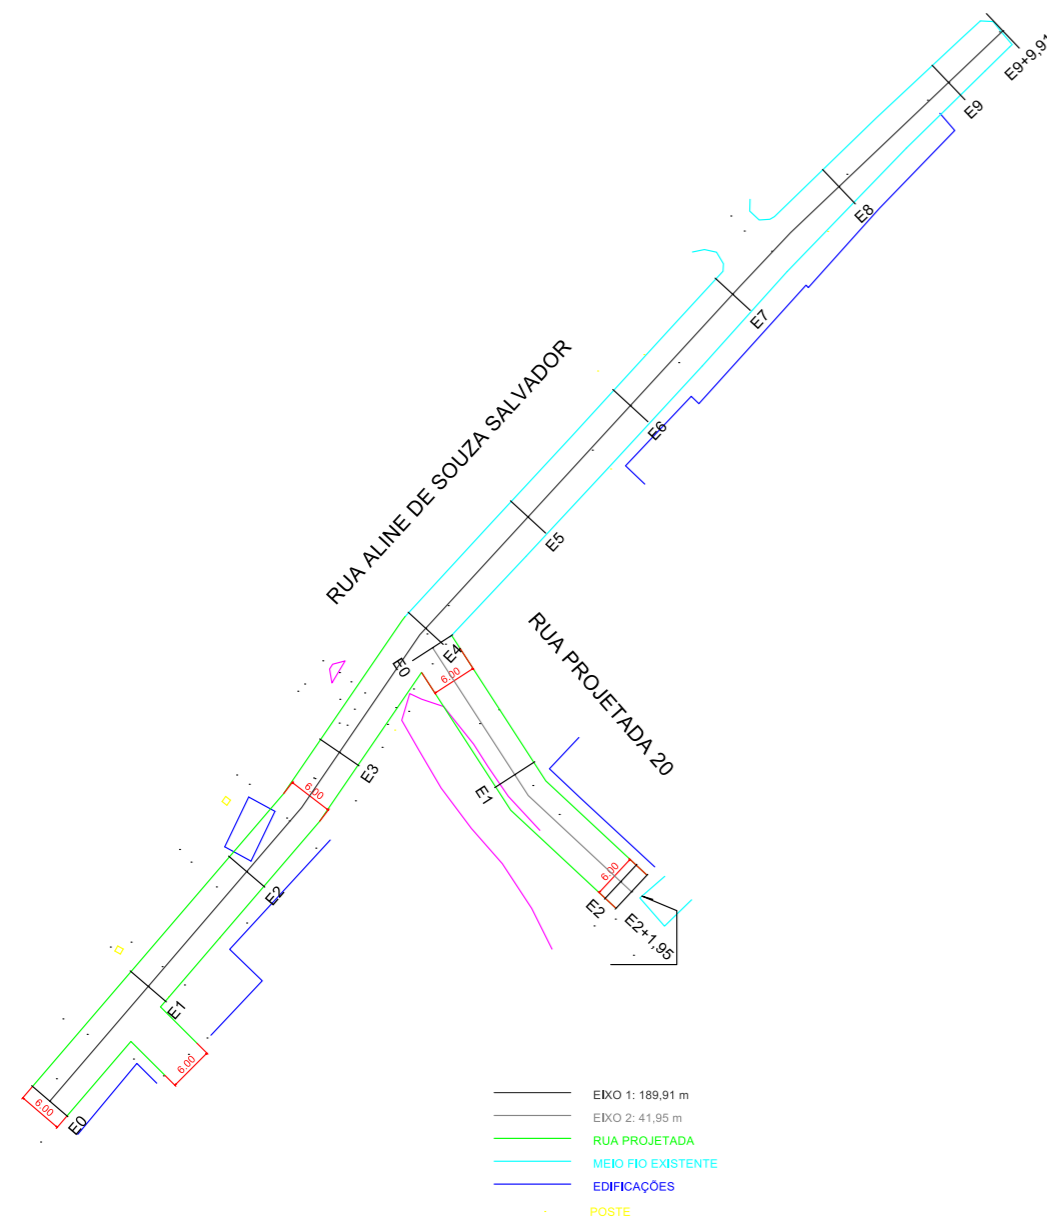 E9+9,91
E9
E8
E7
E6
E5
RUA ALINE DE SOUZA SALVADOR
RUA PROJETADA 20
E4
E0
6.00
E3
6.00
E1
6.00
E2
E2
E2+1,95
E1
6.00
6.00
E0
EIXO 1: 189,91 m
EIXO 2: 41,95 m
RUA PROJETADA
MEIO FIO EXISTENTE
EDIFICAÇÕES
POSTE